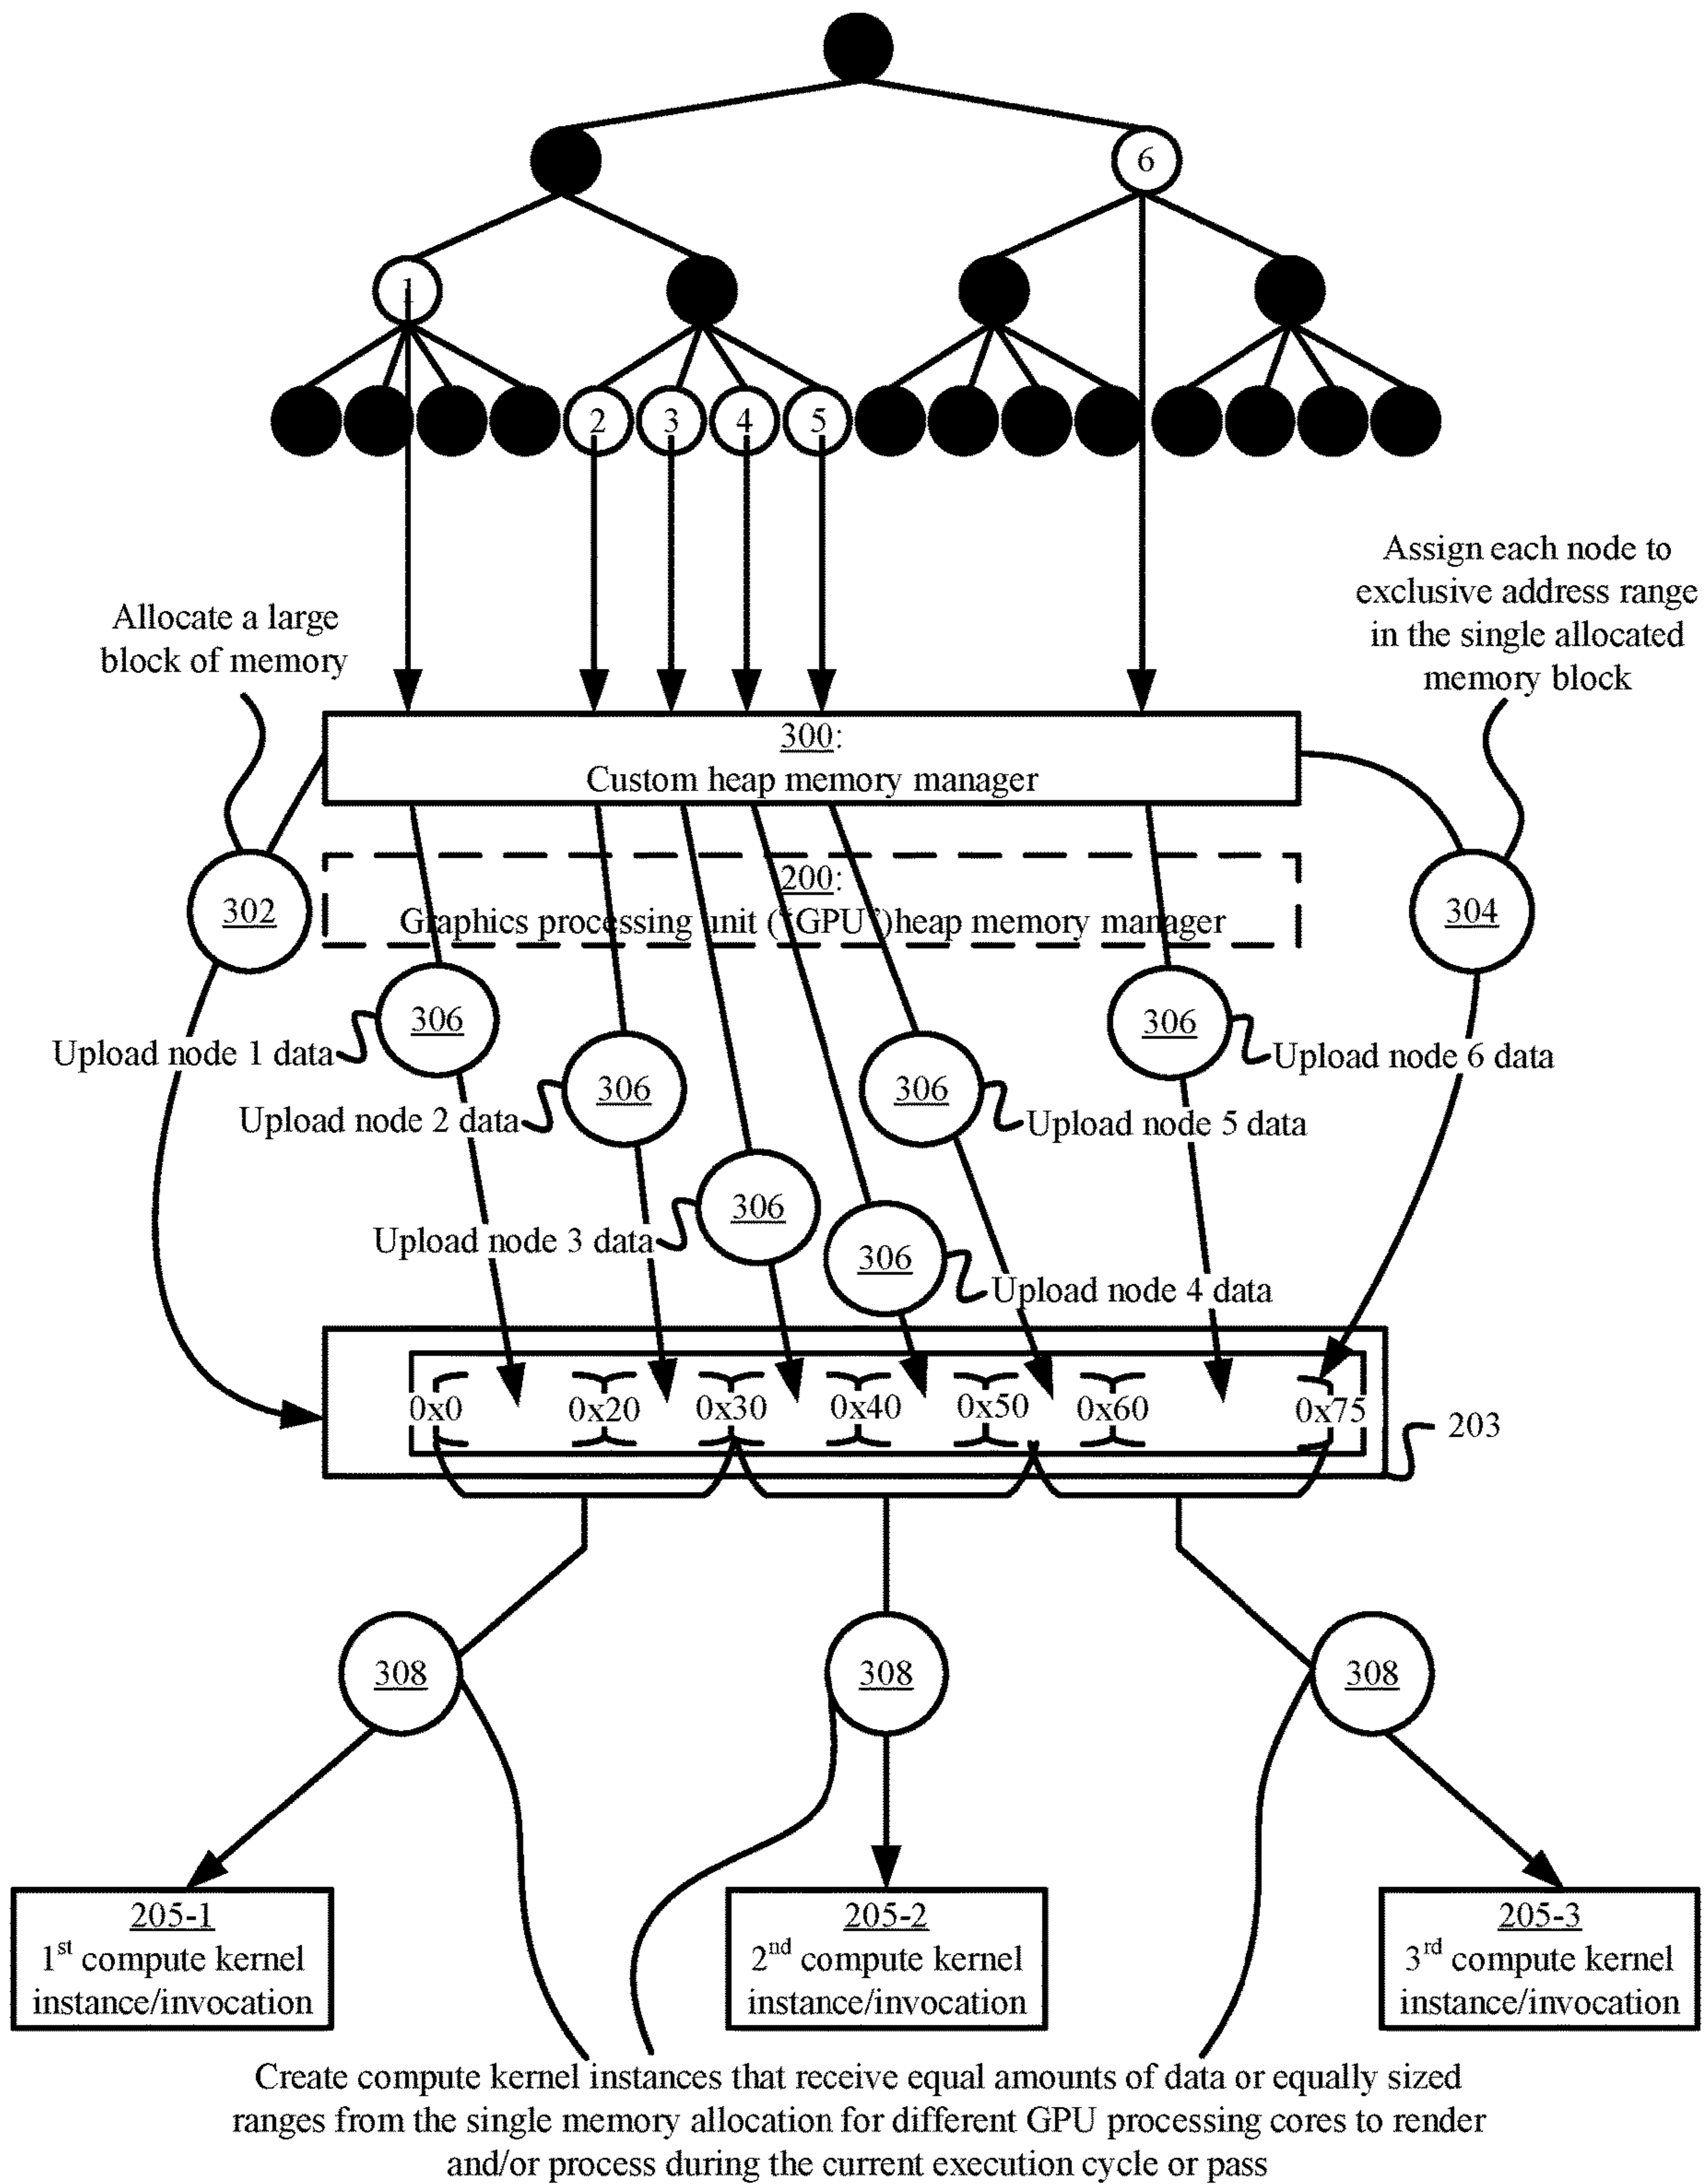 6
1
2
3
4
5
Assign each node to
exclusive address range
in the single allocated
memory block
Allocate a large
block of memory
300:
Custom heap memory manager
200:
Graphics processing unit ("GPU")heap memory manager
302
304
306
306
Upload node 1 data
Upload node 6 data
306
306
Upload node 2 data
Upload node 5 data
306
Upload node 3 data
306
Upload node 4 data
0x0
0x20
0x30
0x40
0x50
0x60
0x75
203
308
308
308
205-1
1st compute kernel
instance/invocation
205-2
2nd compute kernel
instance/invocation
205-3
3rd compute kernel
instance/invocation
Create compute kernel instances that receive equal amounts of data or equally sized
ranges from the single memory allocation for different GPU processing cores to render
and/or process during the current execution cycle or pass